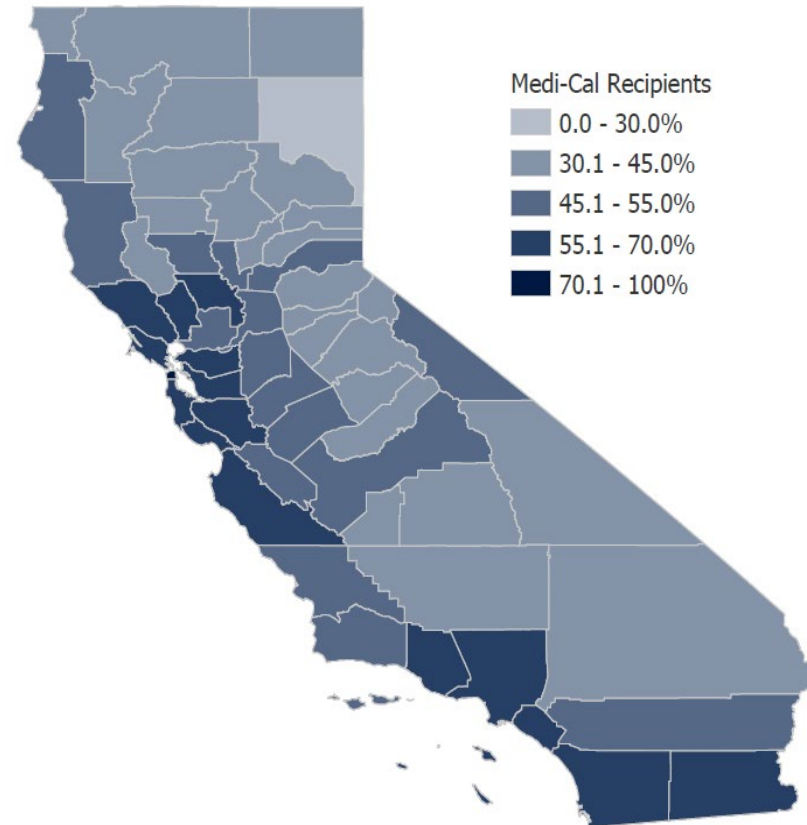 Medi-Cal Recipients
0.0 - 30.0%
30.1 - 45.0%
45.1 - 55.0%
55.1 - 70.0%
70.1 - 100%